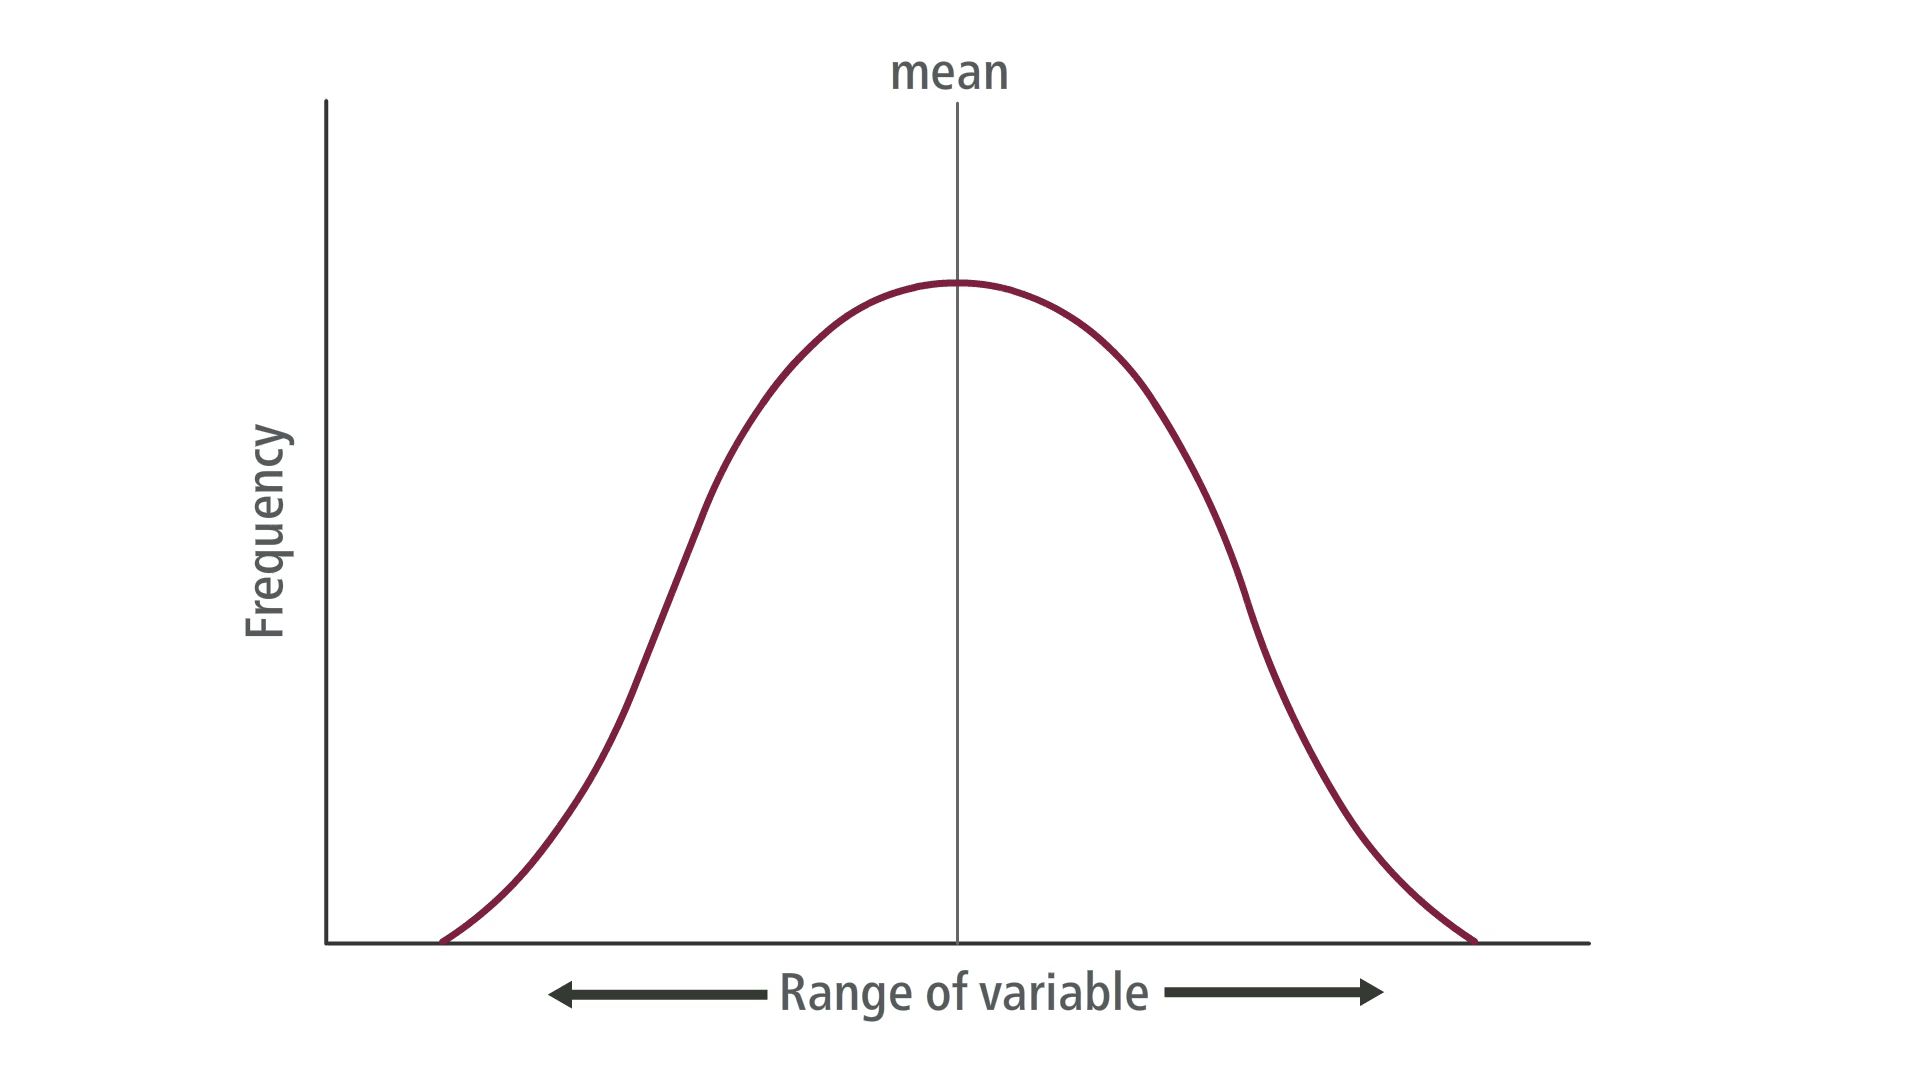 mean
Frequency
Range of variable